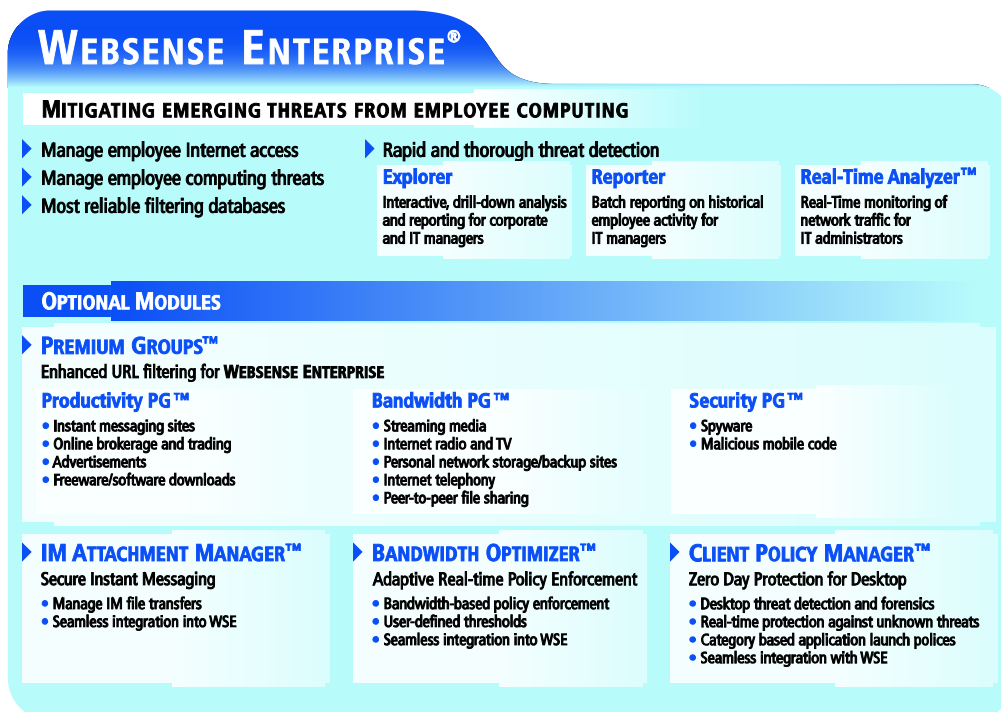 WEBSENSE ENTERPRISE®
MITIGATING EMERGING THREATS FROM EMPLOYEE COMPUTING
Manage employee Internet access
Manage employee computing threats
Most reliable filtering databases
Rapid and thorough threat detection
Explorer
Interactive, drill-down analysis
and reporting for corporate
and IT managers
Reporter
Batch reporting on historical
employee activity for
IT managers
Real-Time Analyzer™
Real-Time monitoring of
network traffic for
IT administrators
OPTIONAL MODULES
PREMIUM GROUPS™
Enhanced URL filtering for WEBSENSE ENTERPRISE
Productivity PG™
• Instant messaging sites
• Online brokerage and trading
• Advertisements
• Freeware/software downloads
Bandwidth PG™
• Streaming media
• Internet radio and TV
• Personal network storage/backup sites
• Internet telephony
• Peer-to-peer file sharing
Security PG™
• Spyware
• Malicious mobile code
IM ATTACHMENT MANAGER™
Secure Instant Messaging
• Manage IM file transfers
• Seamless integration into WSE
BANDWIDTH OPTIMIZER™
Adaptive Real-time Policy Enforcement
• Bandwidth-based policy enforcement
• User-defined thresholds
• Seamless integration into WSE
CLIENT POLICY MANAGER™
Zero Day Protection for Desktop
• Desktop threat detection and forensics
• Real-time protection against unknown threats
• Category based application launch polices
• Seamless integration with WSE